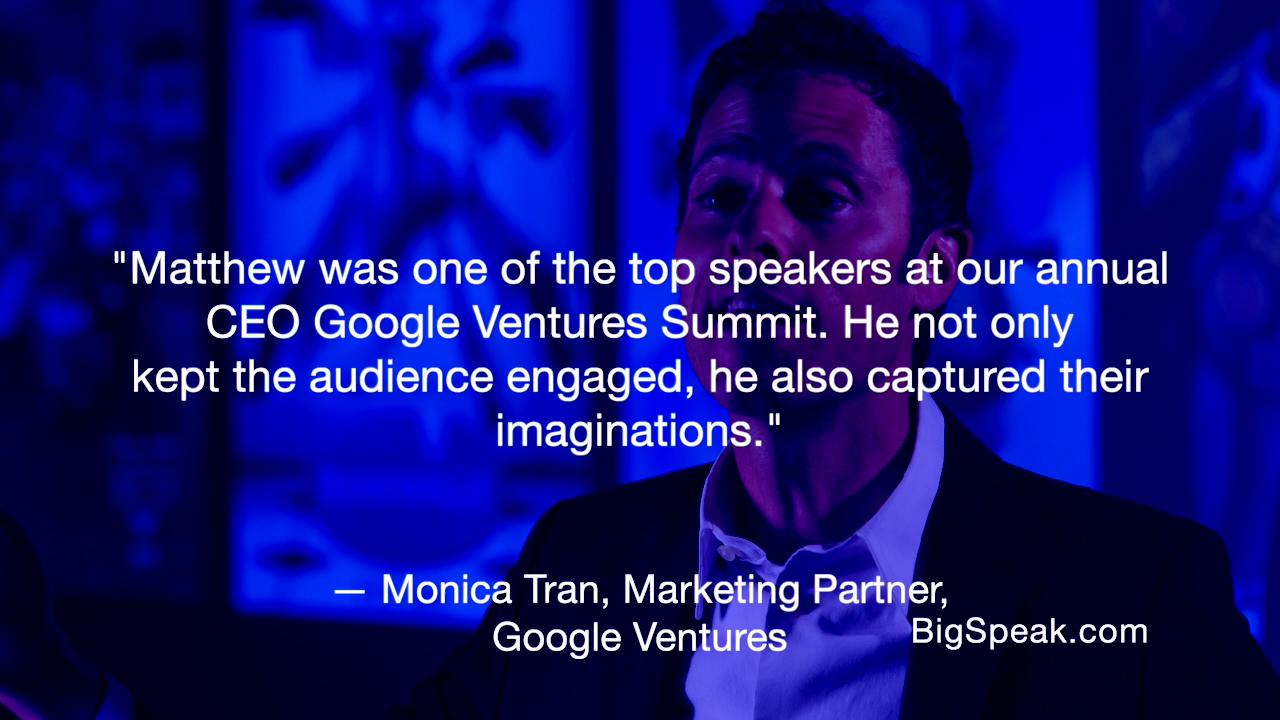 "Matthew was one of the top speakers at our annual
CEO Google Ventures Summit. He not only
kept the audience engaged, he also captured their
imaginations."
— Monica Tran, Marketing Partner,
Google Ventures
BigSpeak.com